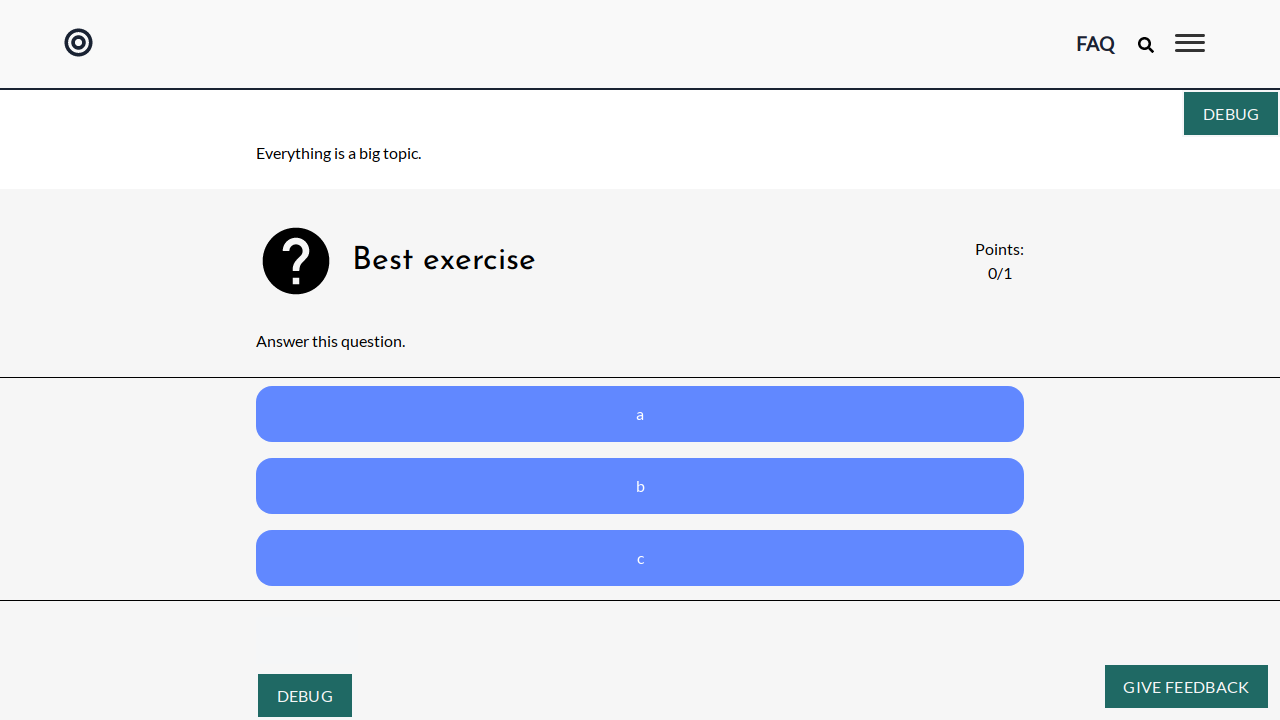 FAQ
DEBUG
Everything is a big topic.
Best exercise
Points:
0/1
Answer this question.
a
b
c
DEBUG
GIVE FEEDBACK